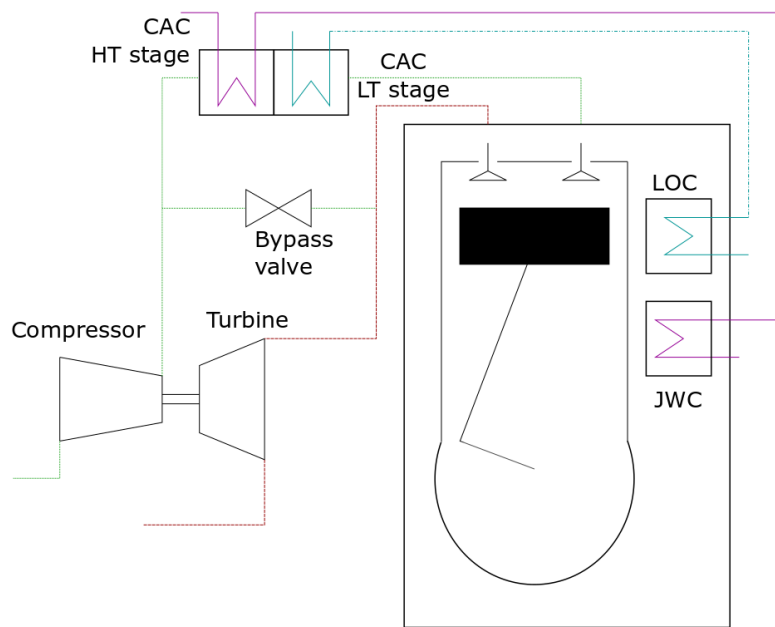 CAC
HT stage
CAC
LT stage
LOC
Bypass
valve
Compressor
Turbine
JWC